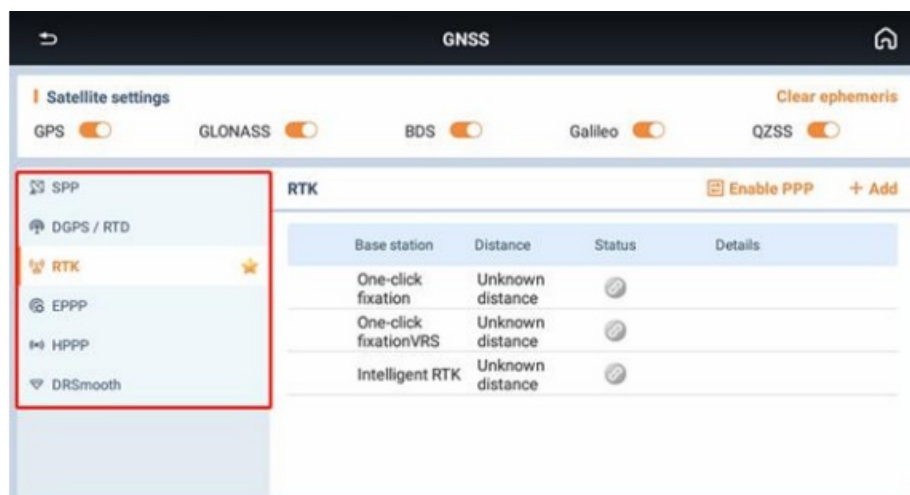 GNSS
Satellite settings
Clear ephemeris
GPS
GLONASS
BDS
Galileo
QZSS
SPP
DGPS / RTD
RTK
EPPP
HPPP
DRSmooth
RTK
Enable PPP
+ Add
Base station Distance Status Details
One-click
fixation
Unknown
distance
One-click
fixationVRS
Unknown
distance
Intelligent RTK
Unknown
distance